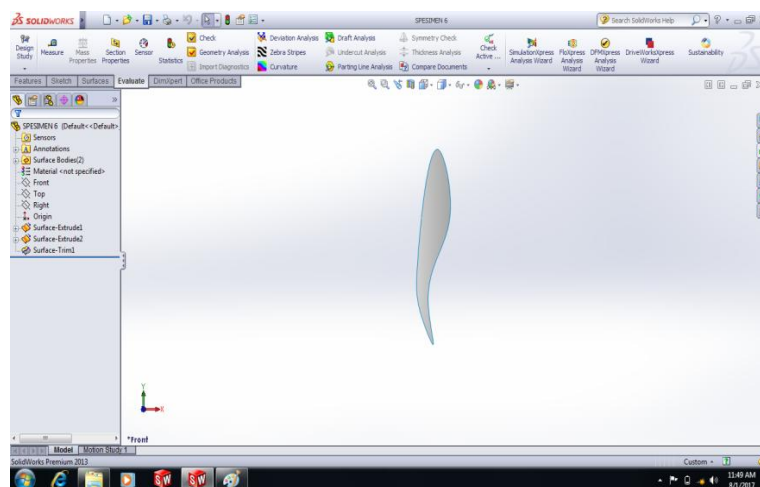 SOLIDWORKS
SPESIMEN 6
Search SolidWorks Help
Design Study
Measure
Mass Properties
Section Properties
Sensor
Statistics
Check
Geometry Analysis
Import Diagnostics
Deviation Analysis
Zebra Stripes
Curvature
Draft Analysis
Undercut Analysis
Parting Line Analysis
Symmetry Check
Thickness Analysis
Compare Documents
Check Active ...
SimulationXpress Analysis Wizard
FloXpress Analysis Wizard
DFMXpress Analysis Wizard
DriveWorksXpress Wizard
Sustainability
Features Sketch Surfaces Evaluate DimXpert Office Products
SPESIMEN 6 (Default<<Default>
Sensors
Annotations
Surface Bodies(2)
Material <not specified>
Front
Top
Right
Origin
Surface-Extrude1
Surface-Extrude2
Surface-Trim1
Y
X
*Front
Model Motion Study 1
SolidWorks Premium 2013
Custom
11:49 AM
8/1/2017